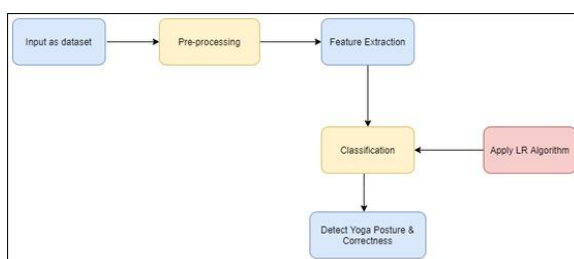 Input as dataset
Pre-processing
Feature Extraction
Classification
Apply LR Algorithm
Detect Yoga Posture &
Correctness